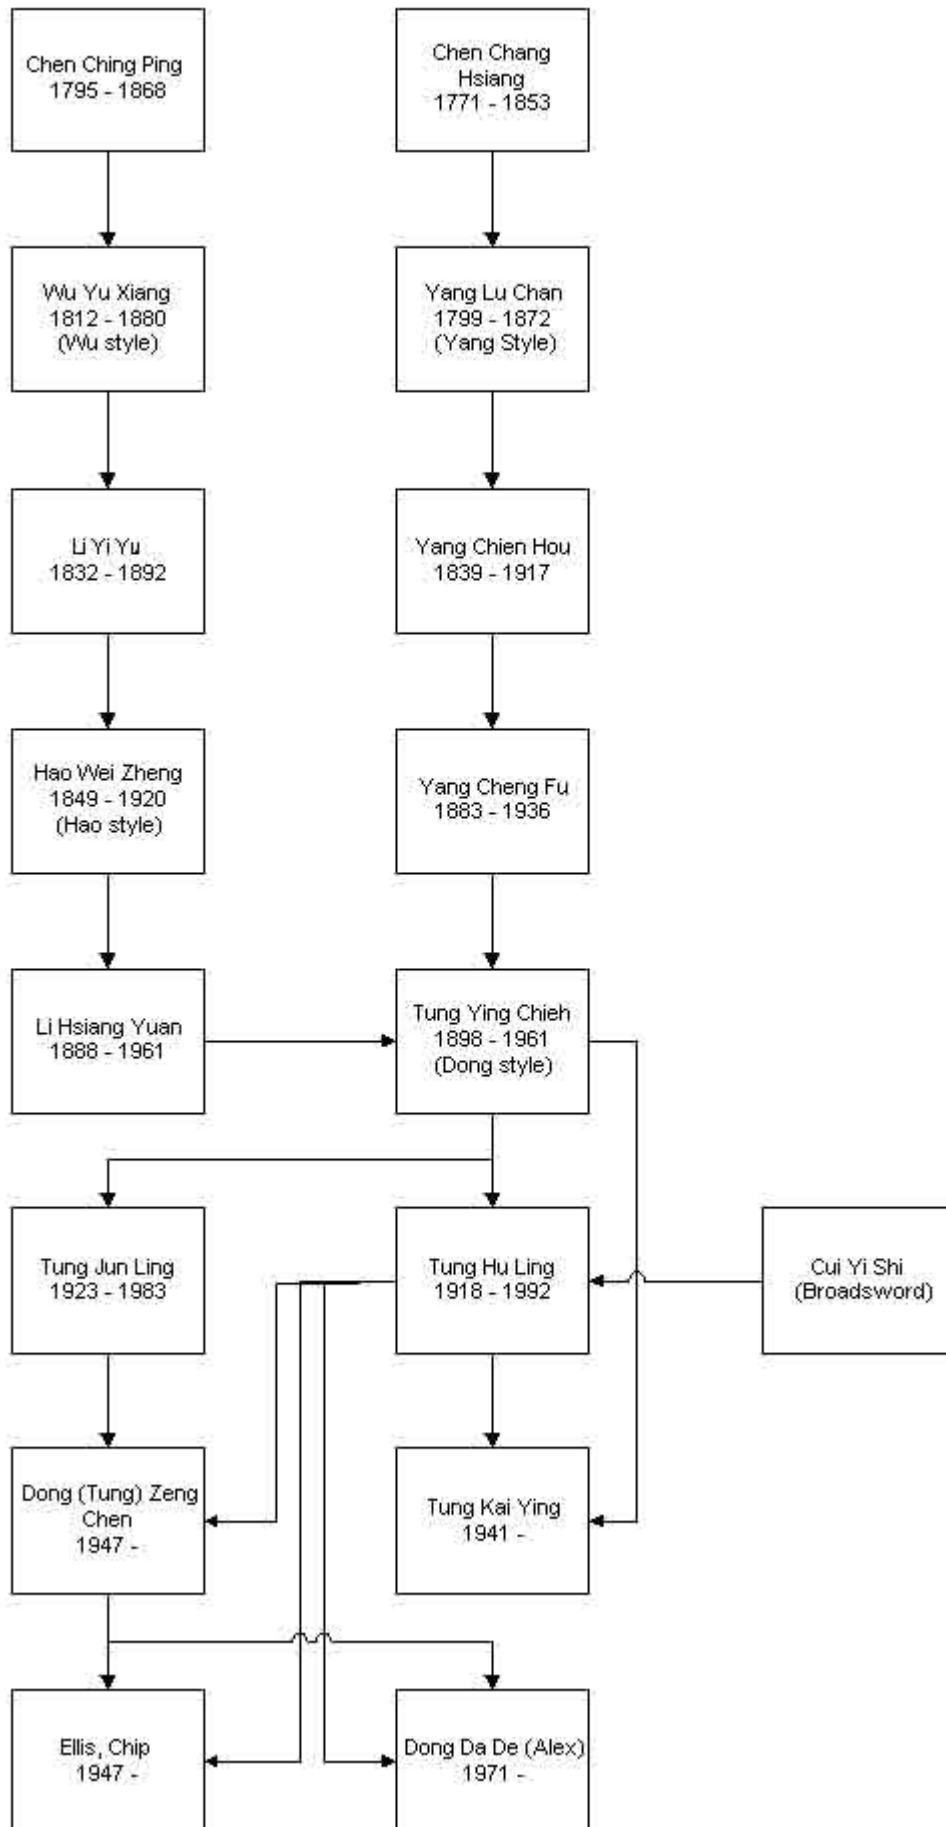 Chen Ching Ping
1795 - 1868
Chen Chang
Hsiang
1771 - 1853
Wu Yu Xiang
1812 - 1880
(Wu style)
Yang Lu Chan
1799 - 1872
(Yang Style)
Li Yi Yu
1832 - 1892
Yang Chien Hou
1839 - 1917
Hao Wei Zheng
1849 - 1920
(Hao style)
Yang Cheng Fu
1883 - 1936
Li Hsiang Yuan
1888 - 1961
Tung Ying Chieh
1898 - 1961
(Dong style)
Tung Jun Ling
1923 - 1983
Tung Hu Ling
1918 - 1992
Cui Yi Shi
(Broadsword)
Dong (Tung) Zeng
Chen
1947 -
Tung Kai Ying
1941 -
Ellis, Chip
1947 -
Dong Da De (Alex)
1971 -